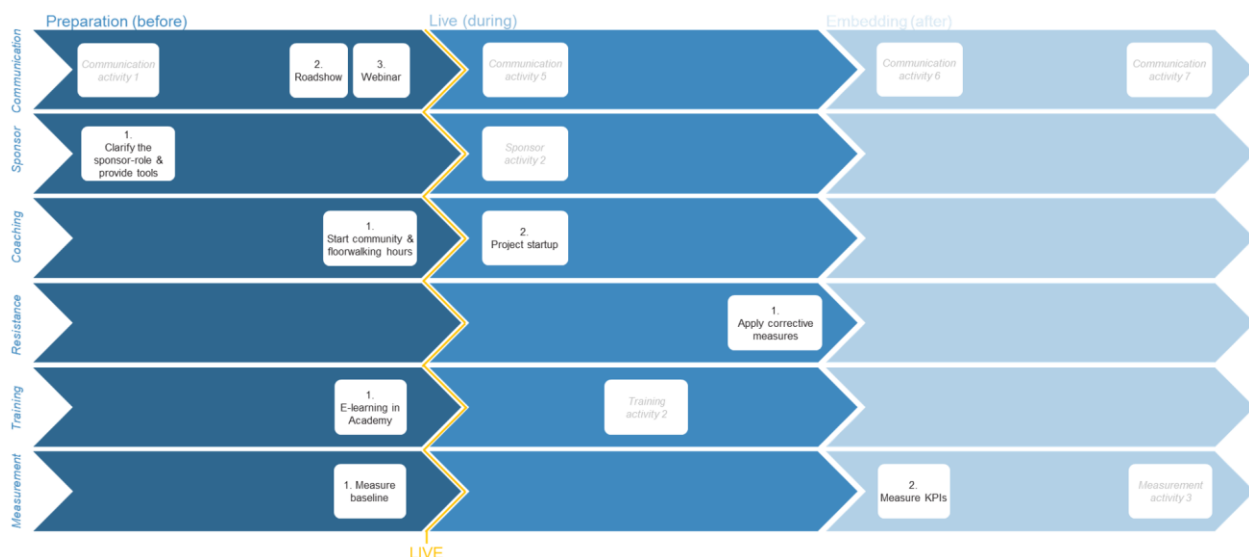 Preparation (before)
Live (during)
Embedding (after)
Communication
Communication
activity 1
2.
Roadshow
3.
Webinar
Communication
activity 5
Communication
activity 6
Communication
activity 7
Sponsor
1.
Clarify the
sponsor-role &
provide tools
Sponsor
activity 2
Coaching
1.
Start community &
floorwalking hours
2.
Project startup
Resistance
1.
Apply corrective
measures
Training
1.
E-learning in
Academy
Training
activity 2
Measurement
1. Measure
baseline
2.
Measure KPIs
Measurement
activity 3
LIVE